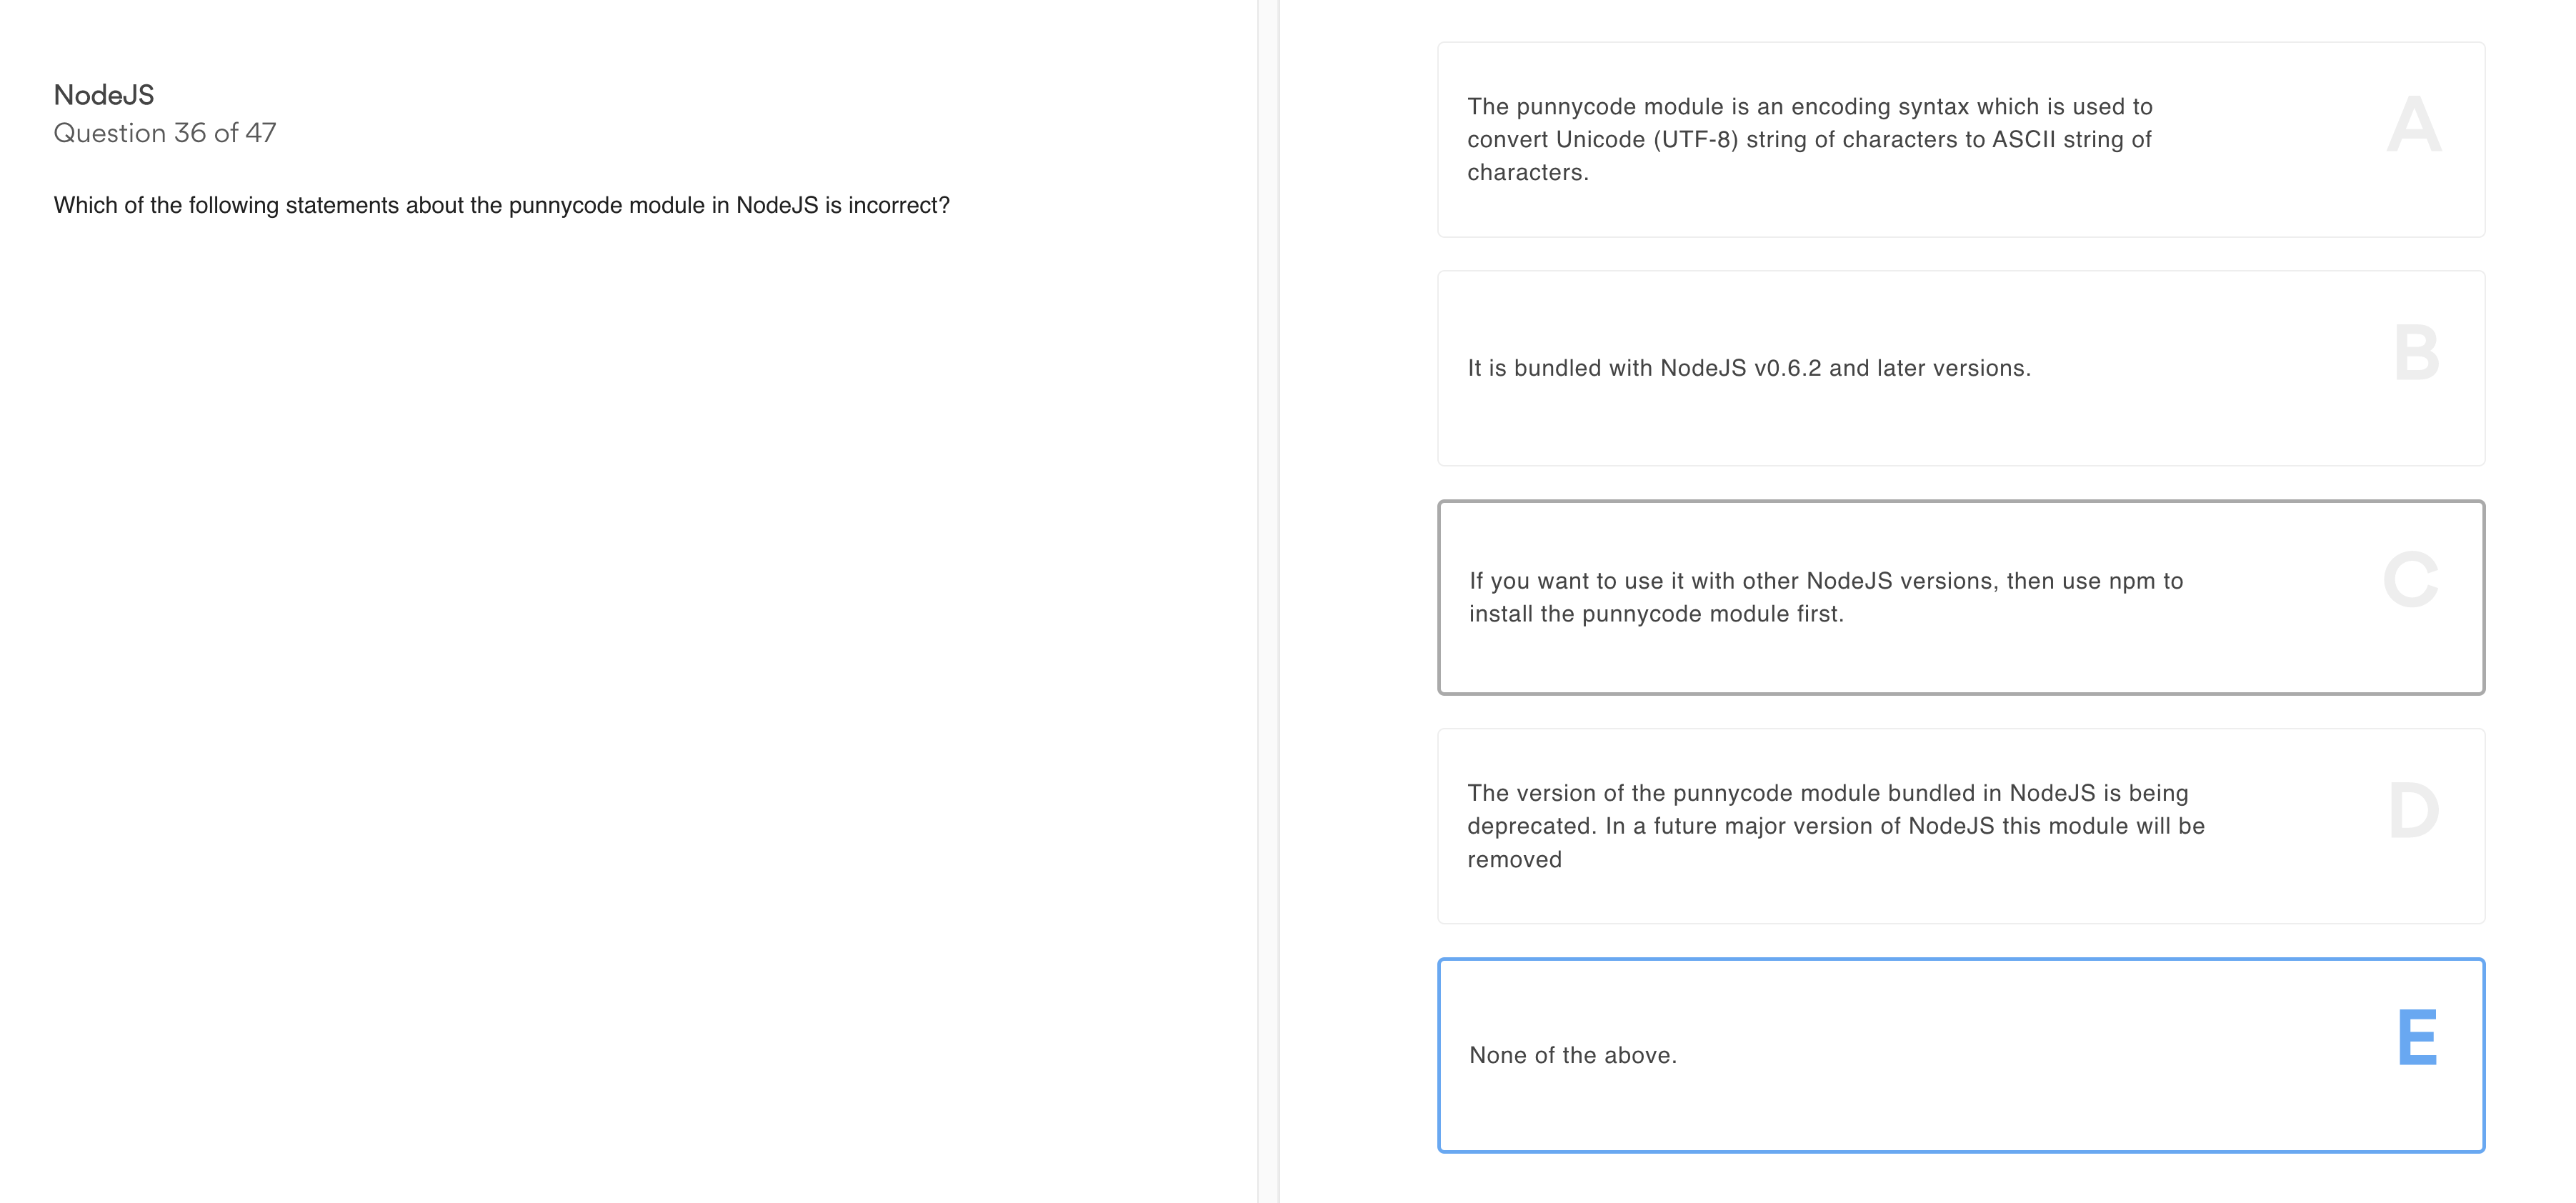 NodeJS
Question 36 of 47
Which of the following statements about the punnycode module in NodeJS is incorrect?
The punnycode module is an encoding syntax which is used to
convert Unicode (UTF-8) string of characters to ASCII string of
characters.
A
It is bundled with NodeJS v0.6.2 and later versions.
B
If you want to use it with other NodeJS versions, then use npm to
install the punnycode module first.
C
The version of the punnycode module bundled in NodeJS is being
deprecated. In a future major version of NodeJS this module will be
removed
D
None of the above.
E